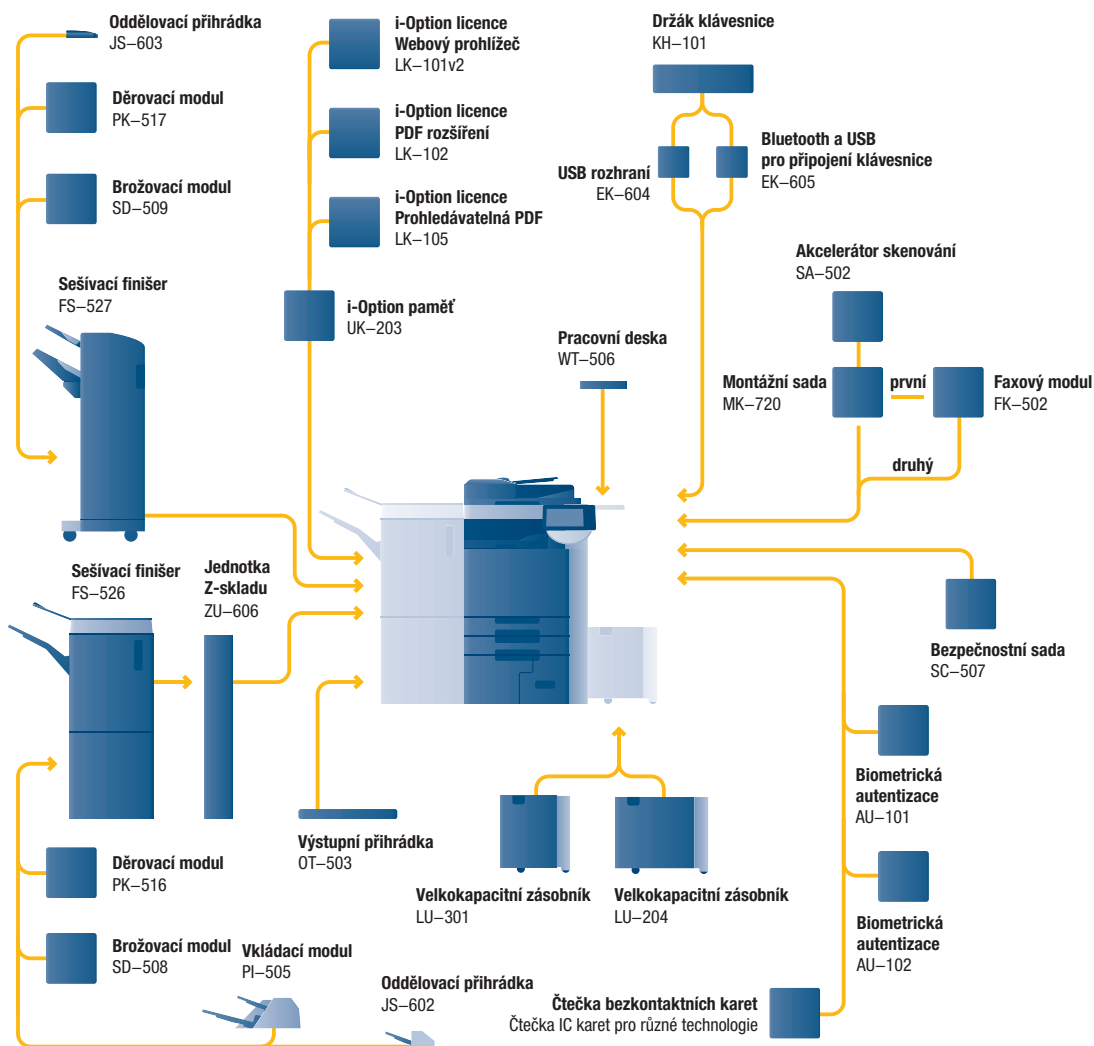 Oddělovací přihrádka
JS–603
Děrovací modul
PK–517
Brožovací modul
SD–509
Sešívací finišer
FS–527
i-Option licence
Webový prohlížeč
LK–101v2
i-Option licence
PDF rozšíření
LK–102
i-Option licence
Prohledávatelná PDF
LK–105
i-Option paměť
UK–203
Držák klávesnice
KH–101
USB rozhraní
EK–604
Bluetooth a USB
pro připojení klávesnice
EK–605
Akcelerátor skenování
SA–502
Pracovní deska
WT–506
Montážní sada
MK–720
první
Faxový modul
FK–502
druhý
Sešívací finišer
FS–526
Jednotka
Z-skladu
ZU–606
Bezpečnostní sada
SC–507
Biometrická
autentizace
AU–101
Výstupní přihrádka
OT–503
Děrovací modul
PK–516
Velkokapacitní zásobník
LU–301
Velkokapacitní zásobník
LU–204
Biometrická
autentizace
AU–102
Brožovací modul
SD–508
Vkládací modul
PI–505
Oddělovací přihrádka
JS–602
Čtečka bezkontaktních karet
Čtečka IC karet pro různé technologie